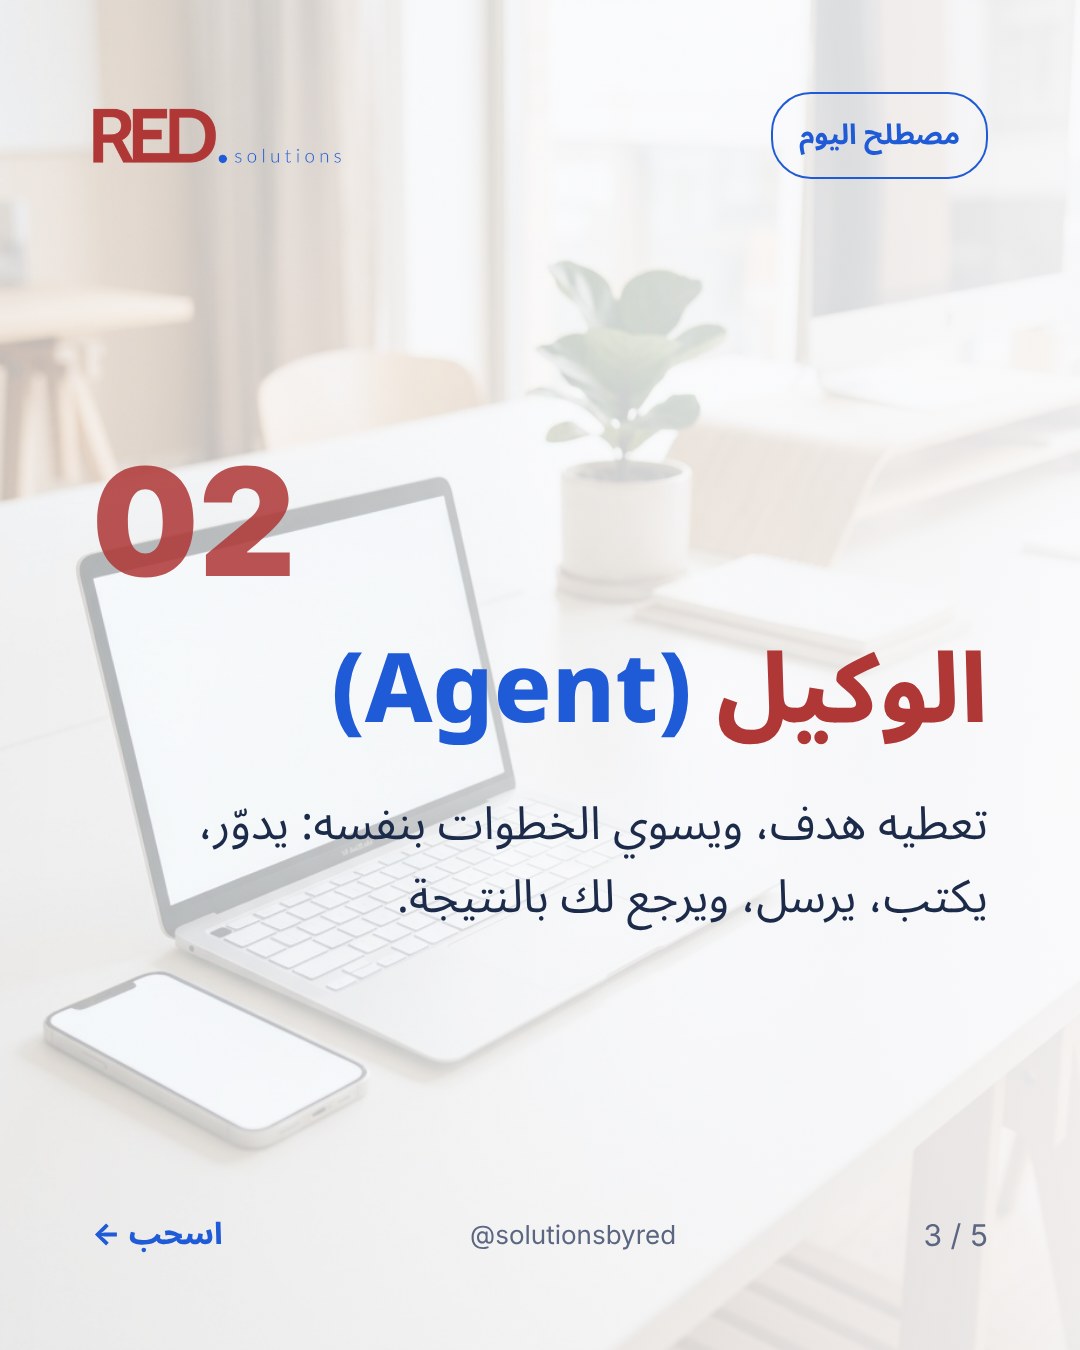 RED.solutions
مصطلح اليوم
02
الوكيل (Agent)
تعطيه هدف، ويسوي الخطوات بنفسه: يدوّر،
يكتب، يرسل، ويرجع لك بالنتيجة.
اسحب ←
@solutionsbyred
3 / 5